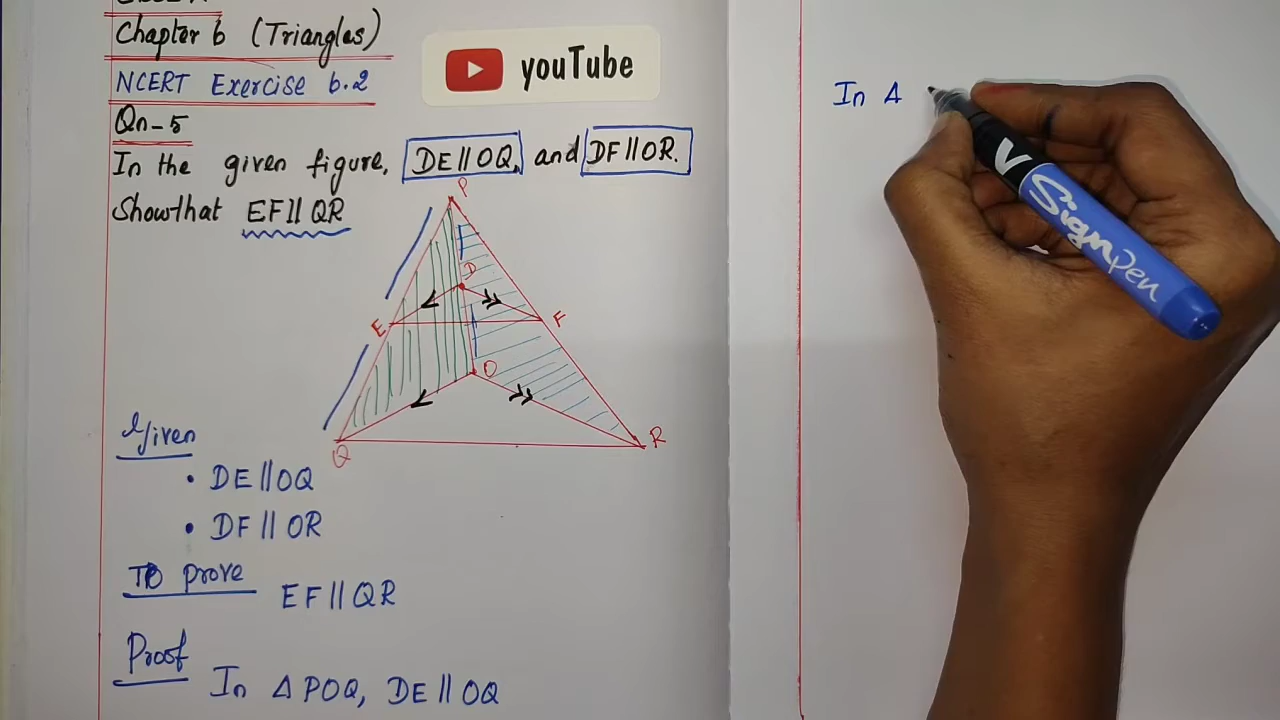 Chapter 6 (Triangles)
NCERT Exercise 6.2
Qn-5
In the given figure, DE||OQ, and DF||OR.
Show that EF||QR
youTube
P
D
E
F
O
Q
R
Given
• DE||OQ
• DF||OR
To prove EF||QR
Proof In Δ POQ, DE||OQ
In Δ
V Sign pen